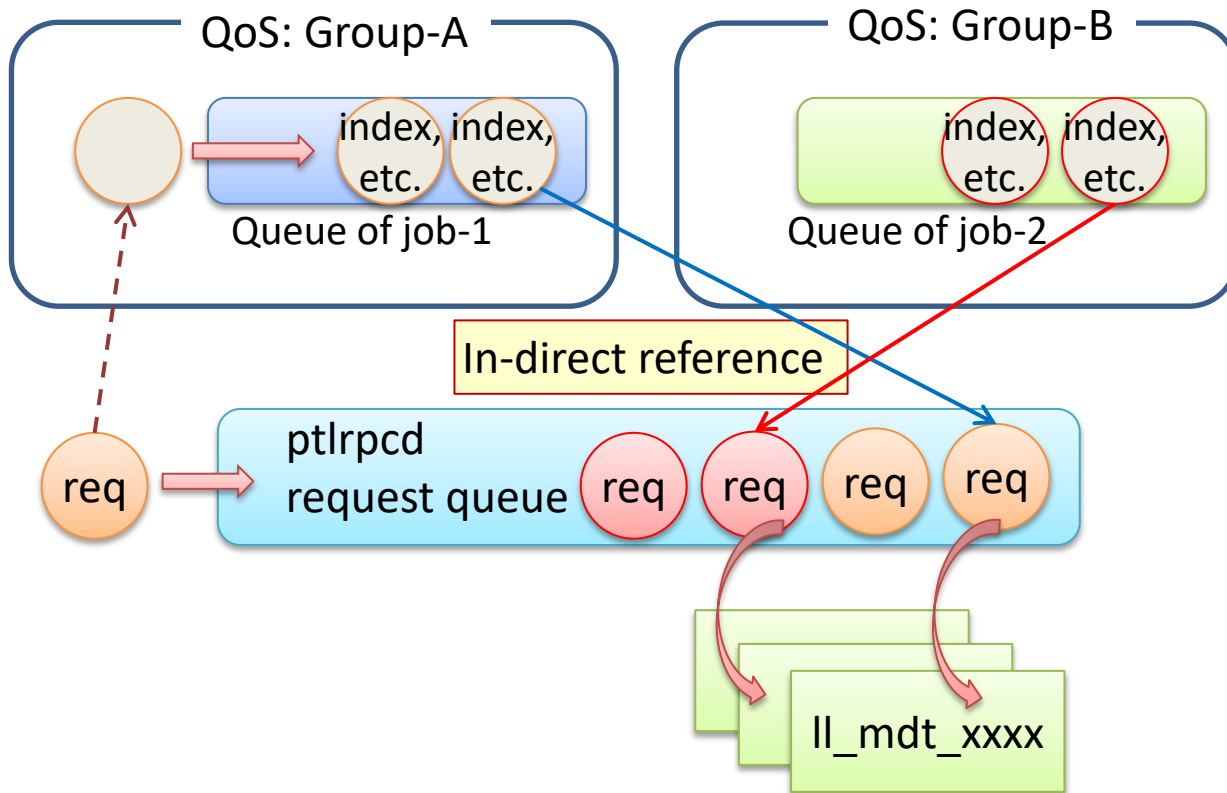 QoS: Group-A
index,
etc.
index,
etc.
Queue of job-1
QoS: Group-B
index,
etc.
index,
etc.
Queue of job-2
In-direct reference
req
ptlrpcd
request queue
req
req
req
req
ll_mdt_xxxx